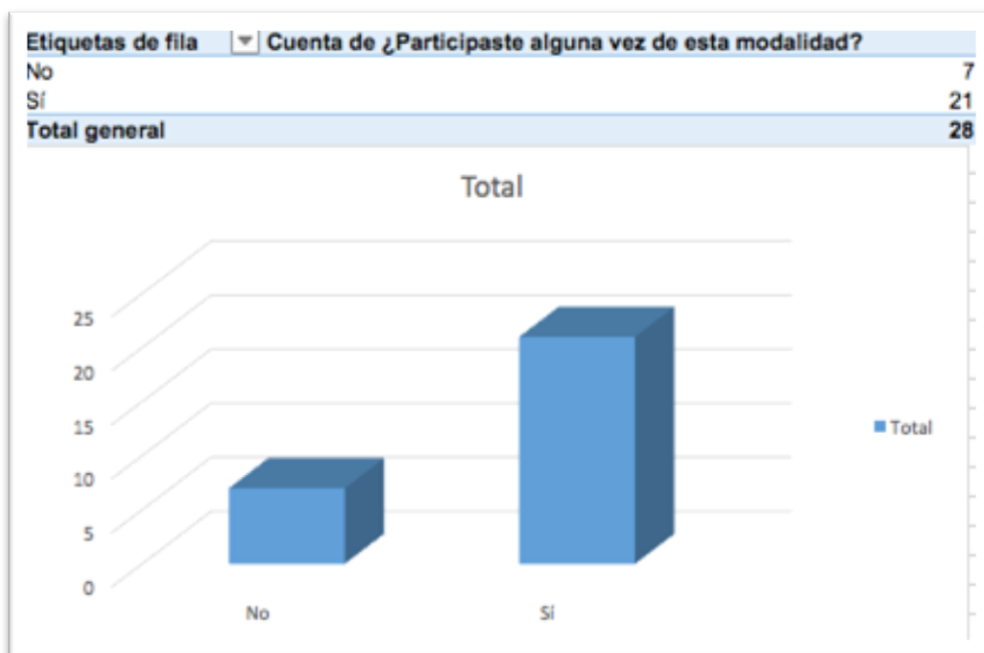 Etiquetas de fila Cuenta de ¿Participaste alguna vez de esta modalidad?
No 7
Sí 21
Total general 28
Total
25
20
15
10
5
0
No Sí
Total